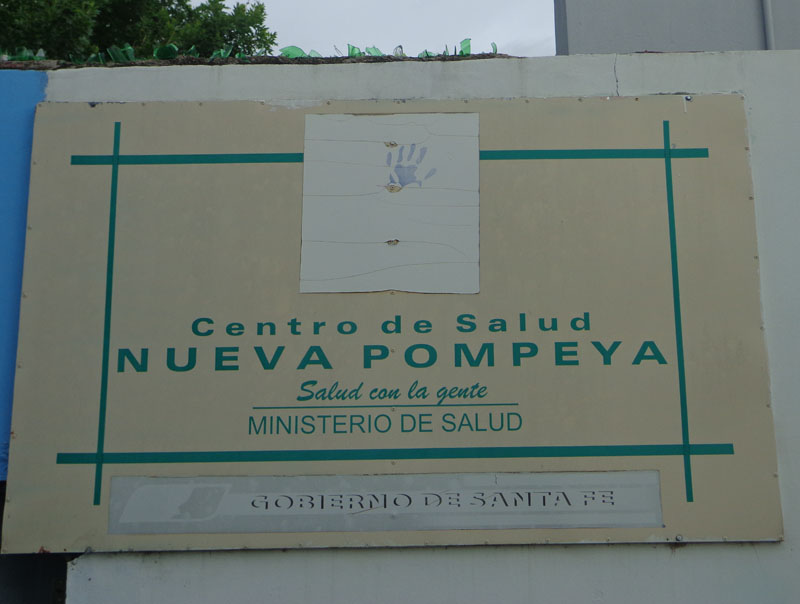 Centro de Salud
NUEVA POMPEYA
Salud con la gente
MINISTERIO DE SALUD
GOBIERNO DE SANTA FE